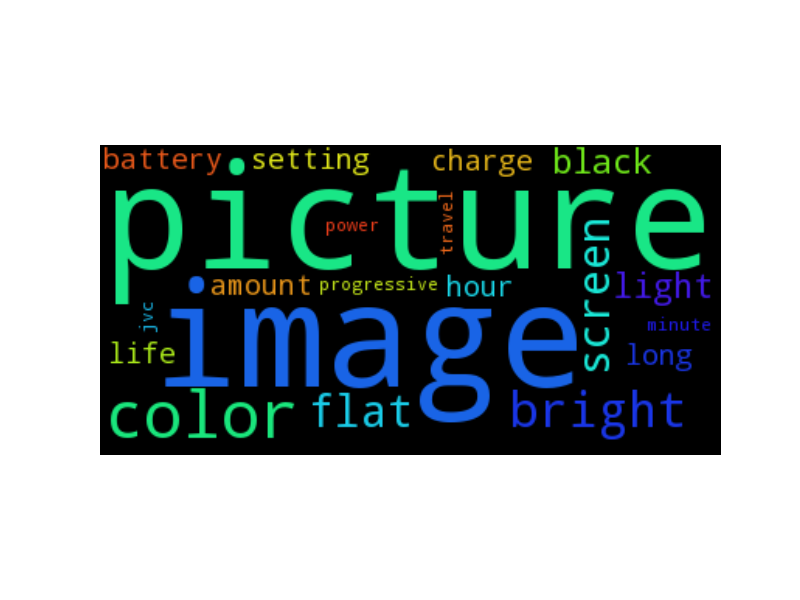 battery setting charge black
picture
power
travel
screen
amount progressive hour light
jvc
image
minute
life
long
color flat bright